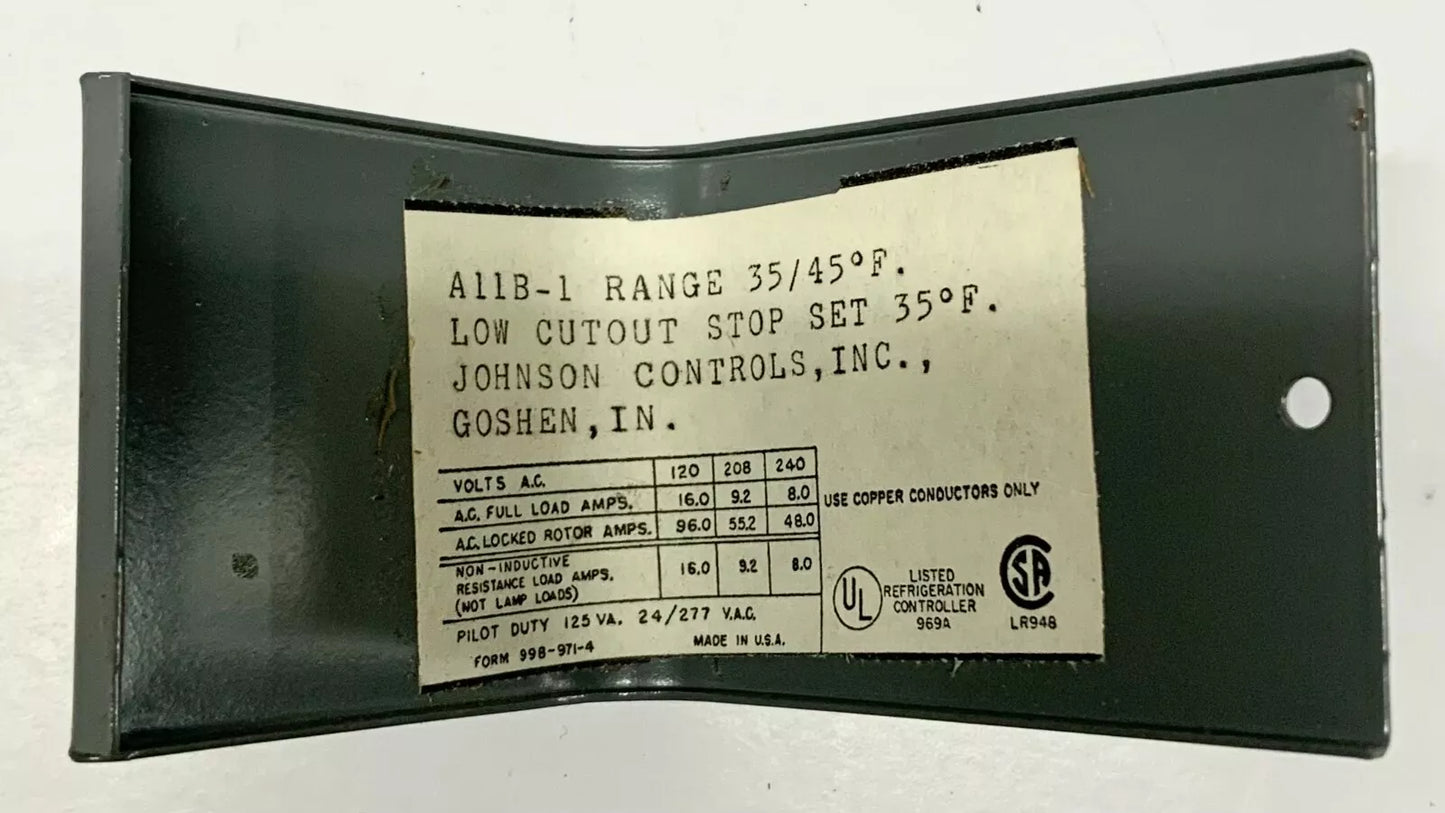 A11B-1 RANGE 35/45°F.
LOW CUTOUT STOP SET 35°F.
JOHNSON CONTROLS,INC.,
GOSHEN,IN.
VOLTS A.C. 120 208 240
A.C. FULL LOAD AMPS. 16.0 9.2 8.0
A.C. LOCKED ROTOR AMPS. 96.0 55.2 48.0
NON-INDUCTIVE
RESISTANCE LOAD AMPS. 16.0 9.2 8.0
(NOT LAMP LOADS)
PILOT DUTY 125 VA. 24/277 V.A.C.
FORM 998-971-4 MADE IN U.S.A.
USE COPPER CONDUCTORS ONLY
UL
LISTED
REFRIGERATION
CONTROLLER
969A
SA
LR948